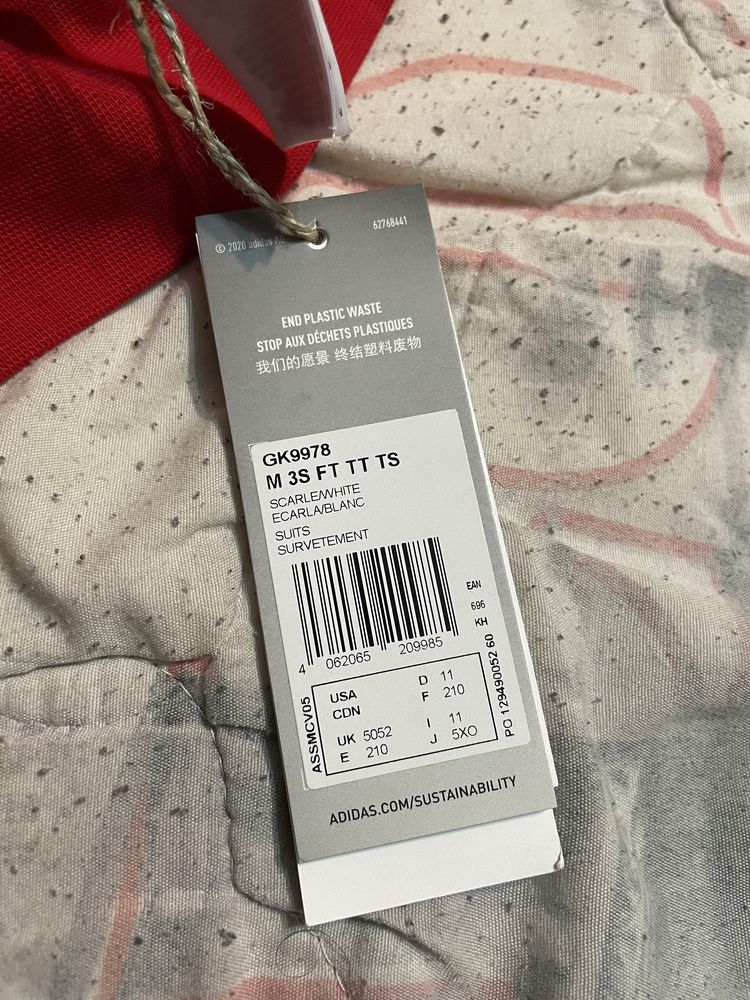 © 2020 adidas AG
62768441
END PLASTIC WASTE
STOP AUX DÉCHETS PLASTIQUES
我们的愿景 终结塑料废物
GK9978
M 3S FT TT TS
SCARLE/WHITE
ECARLA/BLANC
SUITS
SURVETEMENT
EAN
696
KH
4 062065 209985
ASSMCV05
USA D 11
CDN F 210
UK 5052 I 11
E 210 J 5XO
PO 0129490052 60
ADIDAS.COM/SUSTAINABILITY